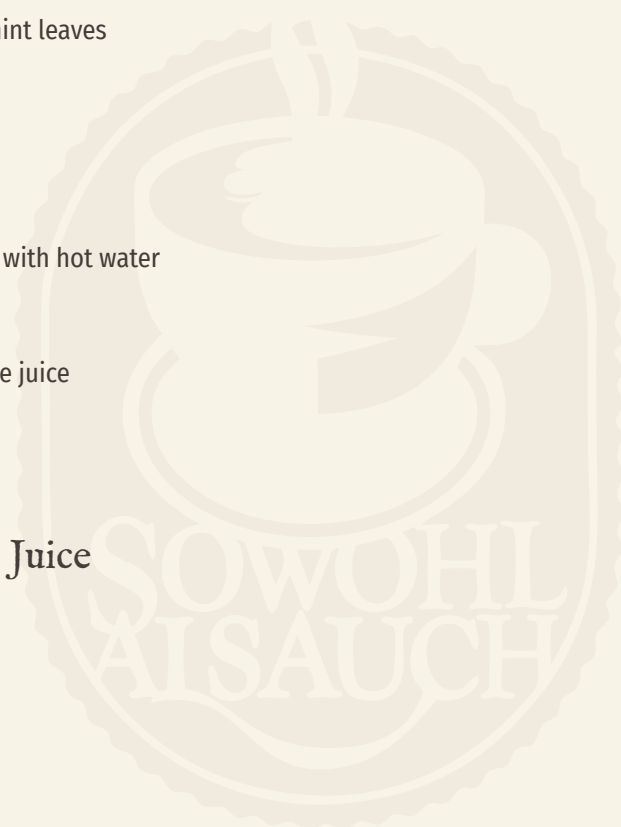 int leaves
with hot water
e juice
Juice
SOWOHL
ALSAUCH